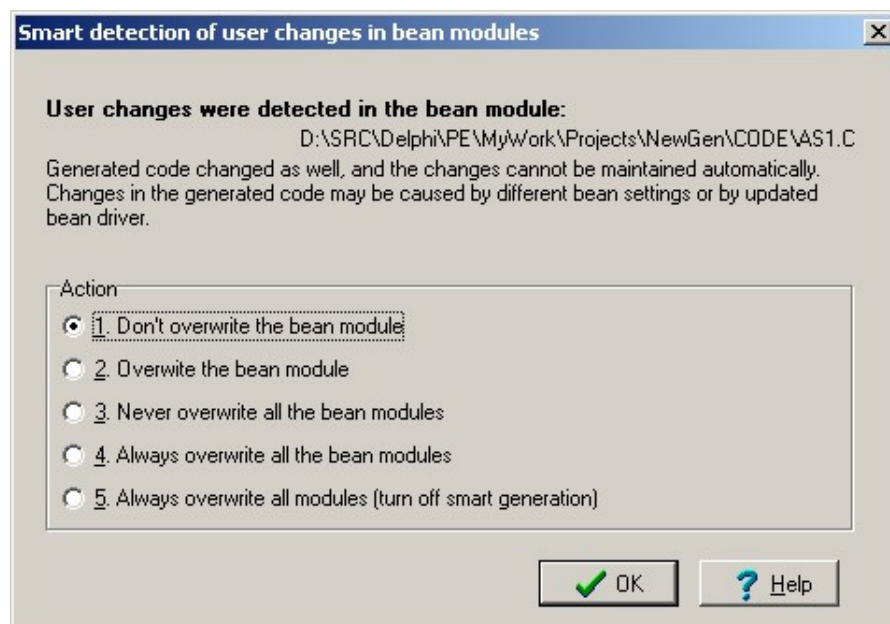 Smart detection of user changes in bean modules
User changes were detected in the bean module:
D:\SRC\Delphi\PE\MyWork\Projects\NewGen\CODE\AS1.C
Generated code changed as well, and the changes cannot be maintained automatically.
Changes in the generated code may be caused by different bean settings or by updated
bean driver.
Action
1. Don't overwrite the bean module
2. Overwite the bean module
3. Never overwrite all the bean modules
4. Always overwrite all the bean modules
5. Always overwrite all modules (turn off smart generation)
OK
Help